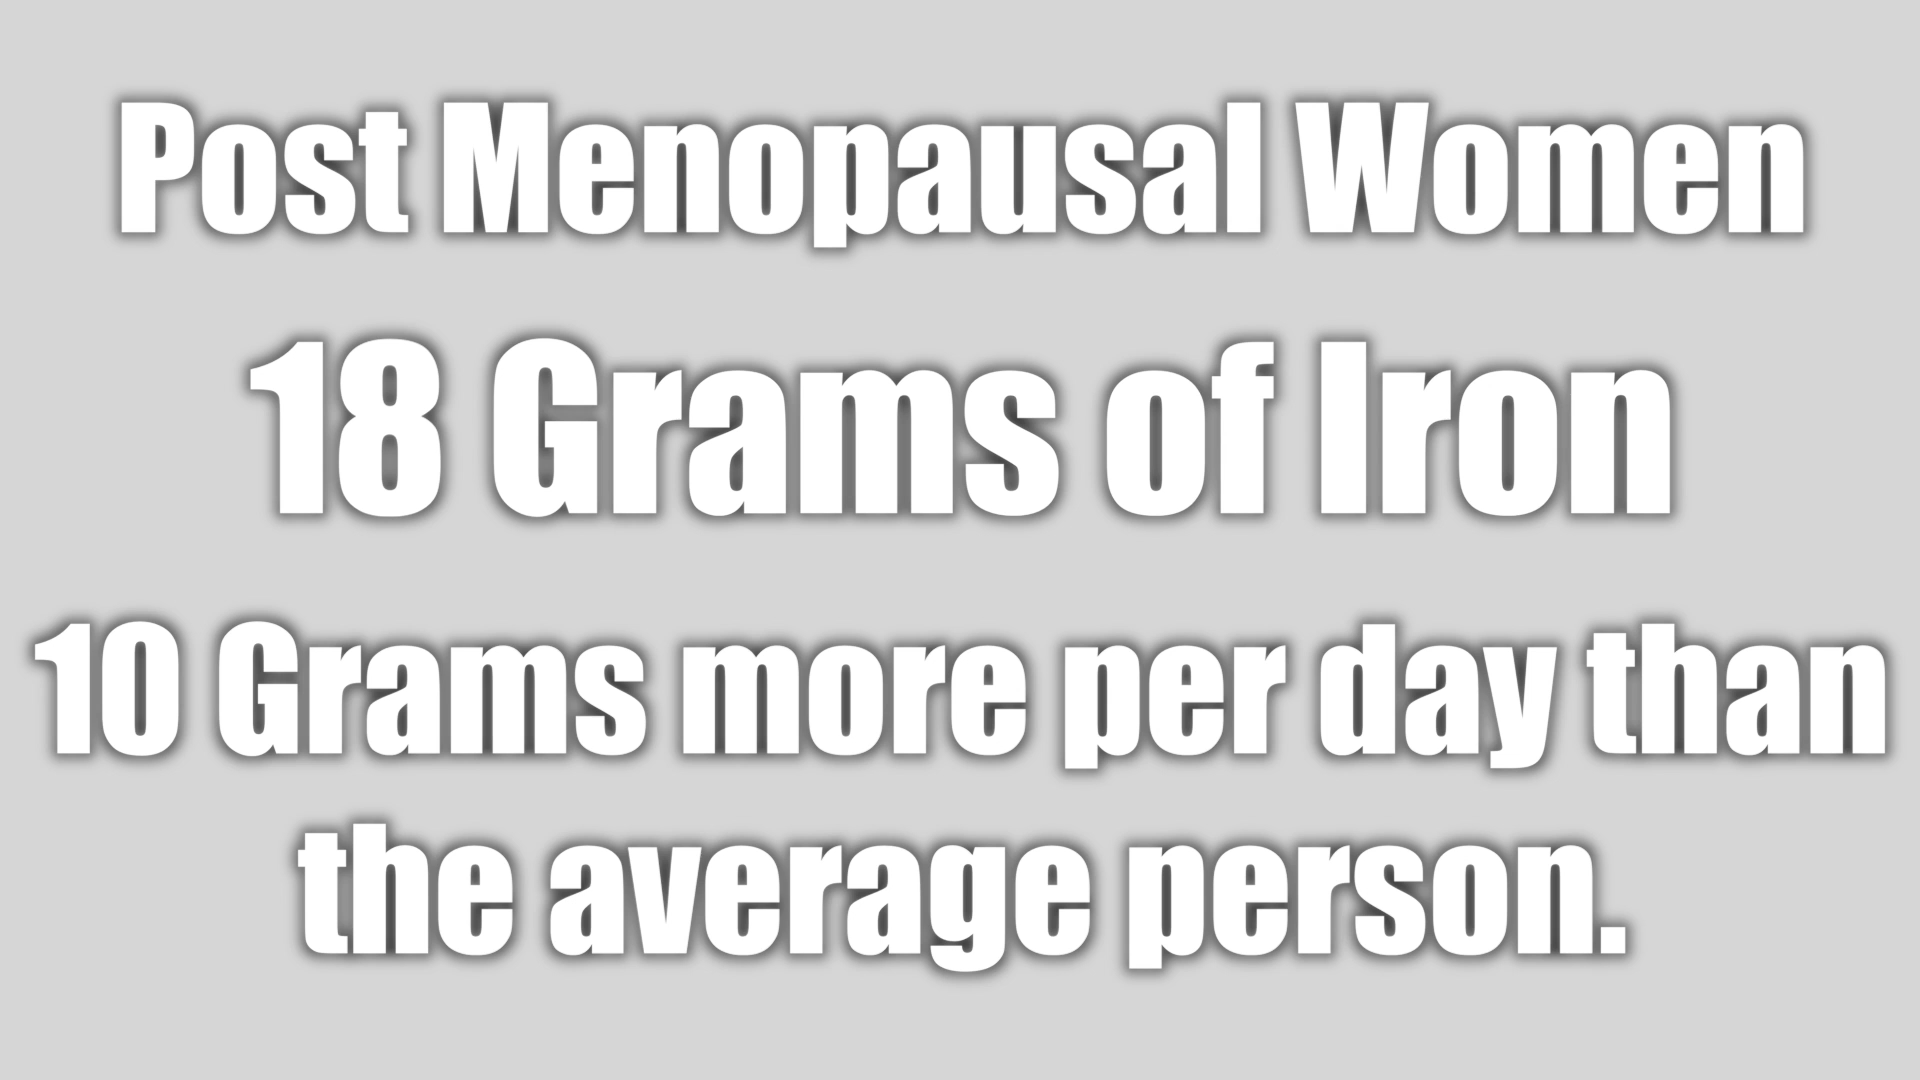 Post Menopausal Women
18 Grams of Iron
10 Grams more per day than
the average person.